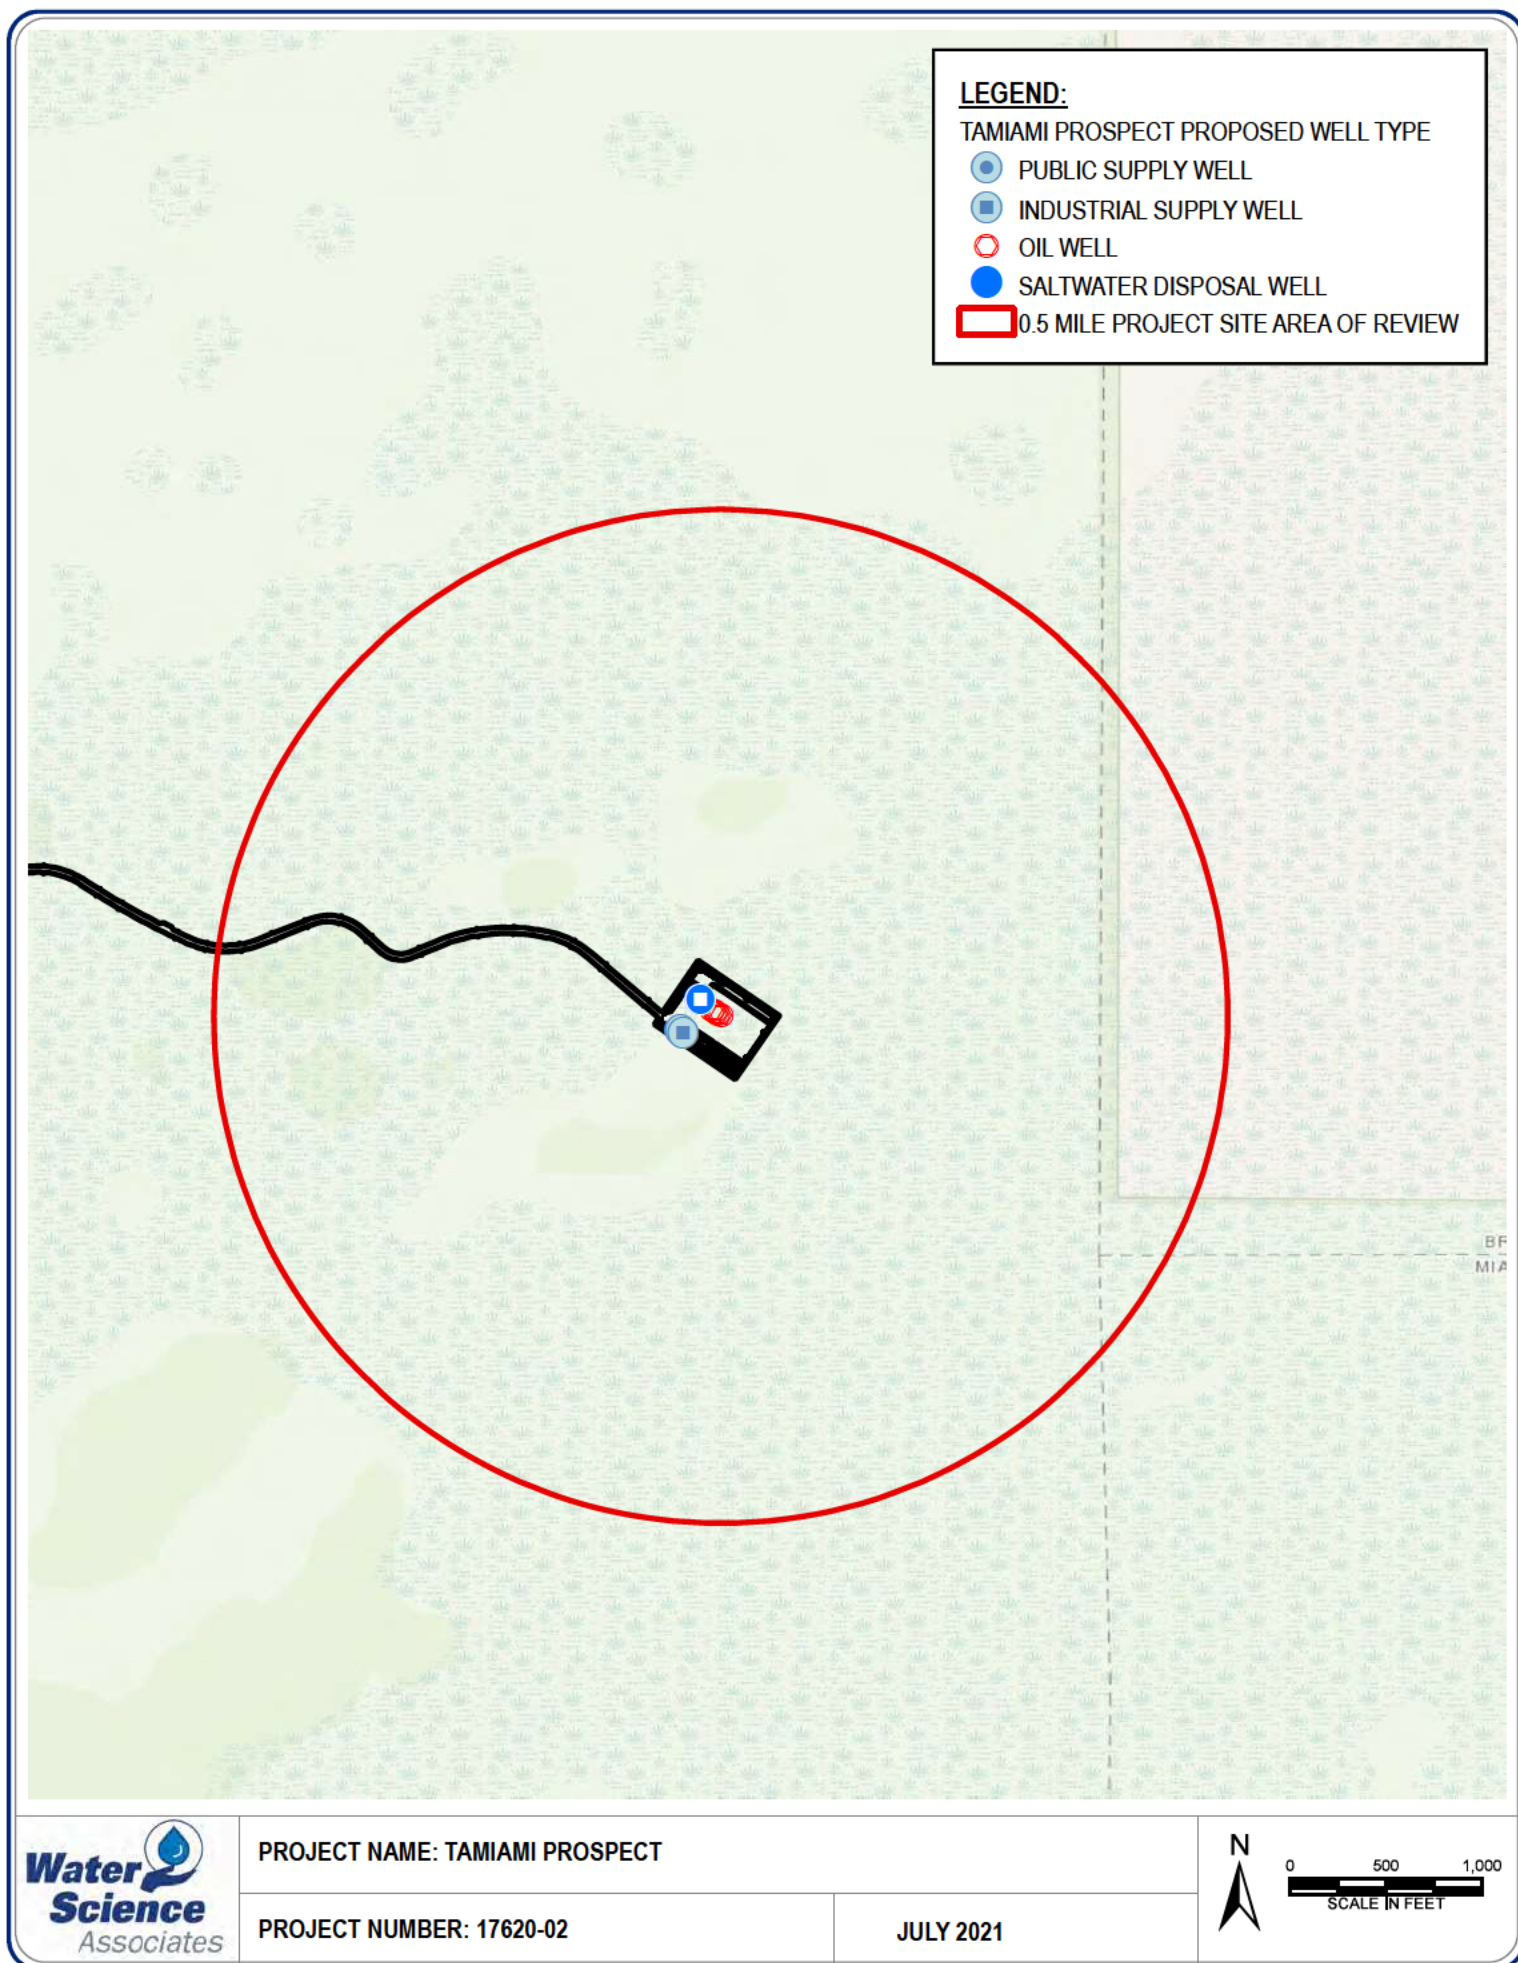 LEGEND:
TAMIAMI PROSPECT PROPOSED WELL TYPE
PUBLIC SUPPLY WELL
INDUSTRIAL SUPPLY WELL
OIL WELL
SALTWATER DISPOSAL WELL
0.5 MILE PROJECT SITE AREA OF REVIEW
BR
MIA
Water
Science
Associates
PROJECT NAME: TAMIAMI PROSPECT
PROJECT NUMBER: 17620-02
JULY 2021
N
0 500 1,000
SCALE IN FEET